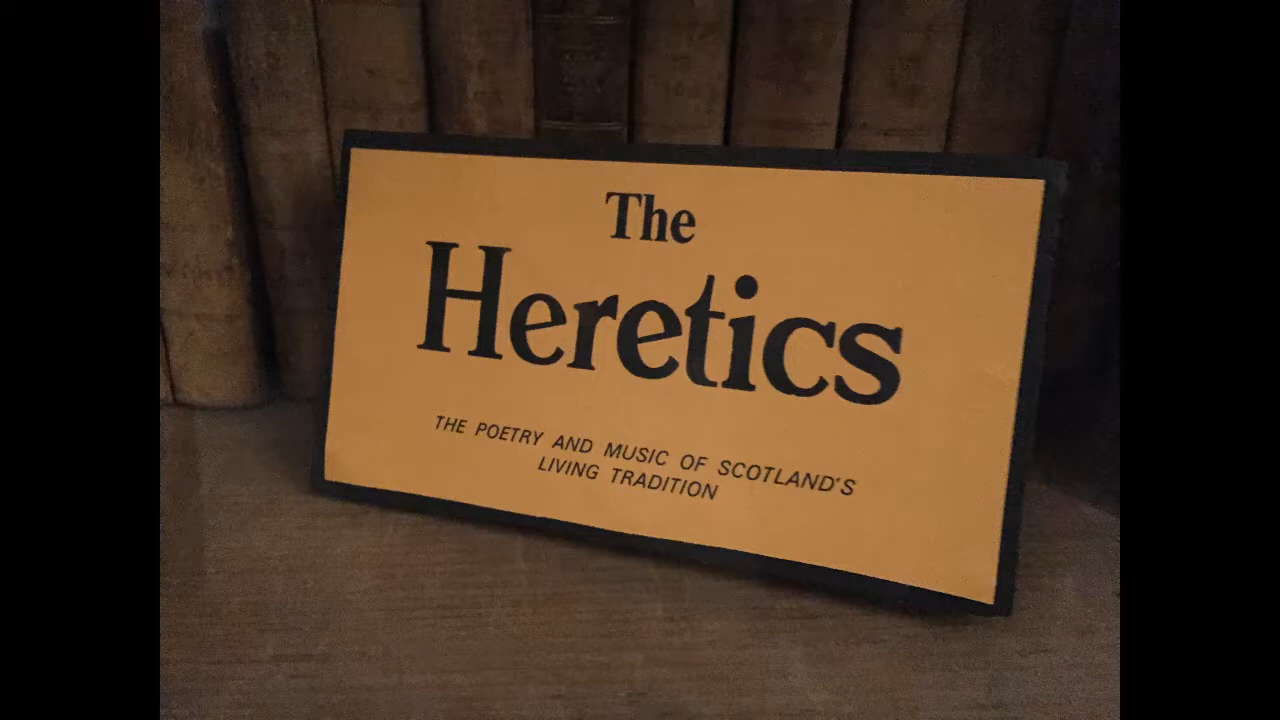 The
Heretics
THE POETRY AND MUSIC OF SCOTLAND'S
LIVING TRADITION